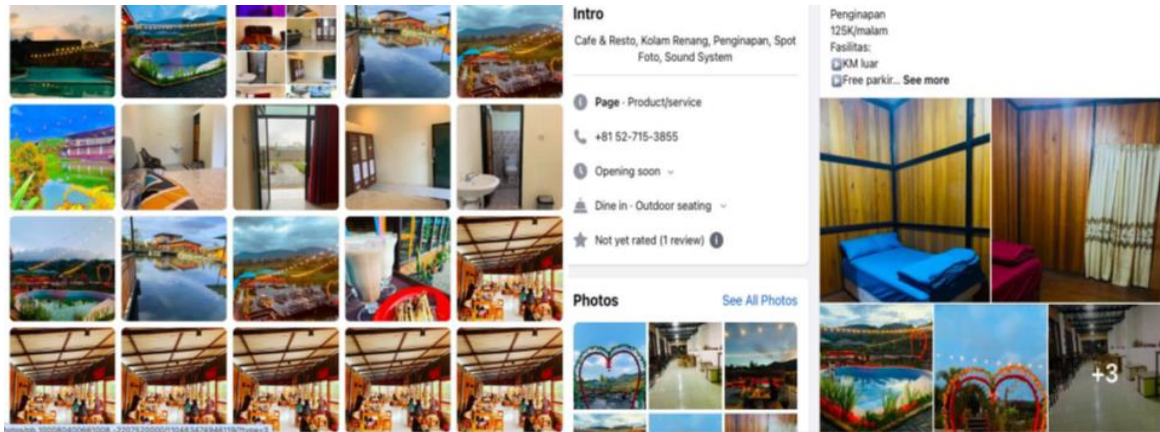 Intro
Cafe & Resto, Kolam Renang, Penginapan, Spot
Foto, Sound System
Page · Product/service
+81 52-715-3855
Opening soon
Dine in · Outdoor seating
Not yet rated (1 review)
Photos
See All Photos
Penginapan
125K/malam
Fasilitas:
KM luar
Free parkir... See more
+3